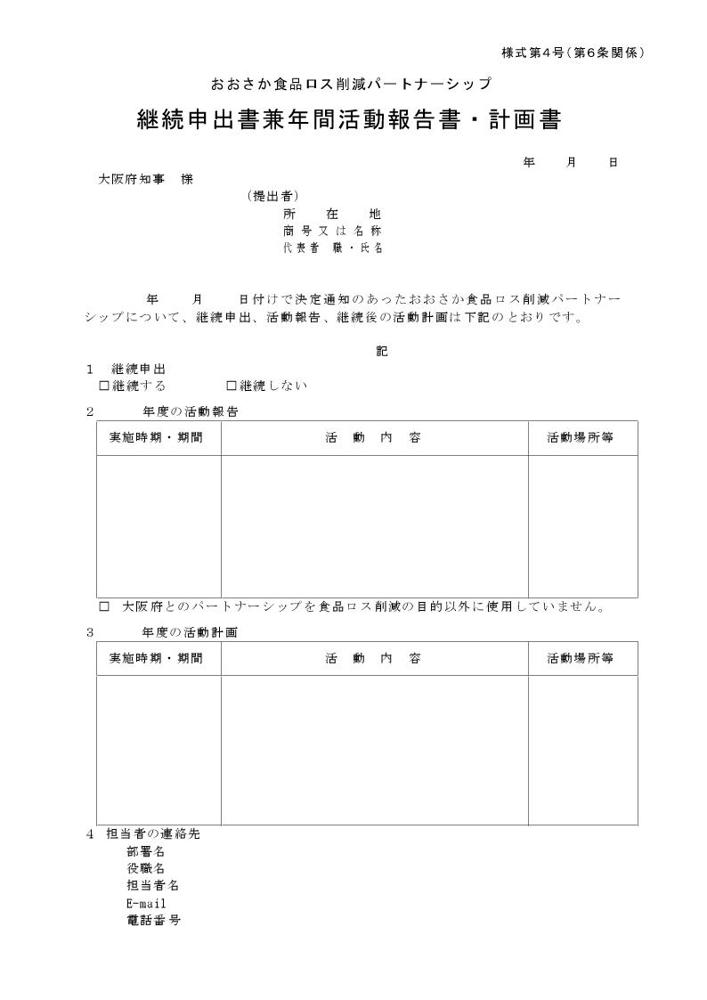 様式第4号（第6条関係）
おおさか食品ロス削減パートナーシップ
継続申出書兼年間活動報告書・計画書
年　　月　　日
大阪府知事　様
（提出者）
所　在　地
商号又は名称
代表者　職・氏名
年　　月　　日付けで決定通知のあったおおさか食品ロス削減パートナー
シップについて、継続申出、活動報告、継続後の活動計画は下記のとおりです。
記
1　継続申出
□継続する　　　　□継続しない
2　　　年度の活動報告
実施時期・期間　活　動　内　容　活動場所等
□　大阪府とのパートナーシップを食品ロス削減の目的以外に使用していません。
3　　　年度の活動計画
実施時期・期間　活　動　内　容　活動場所等
4　担当者の連絡先
部署名
役職名
担当者名
E-mail
電話番号